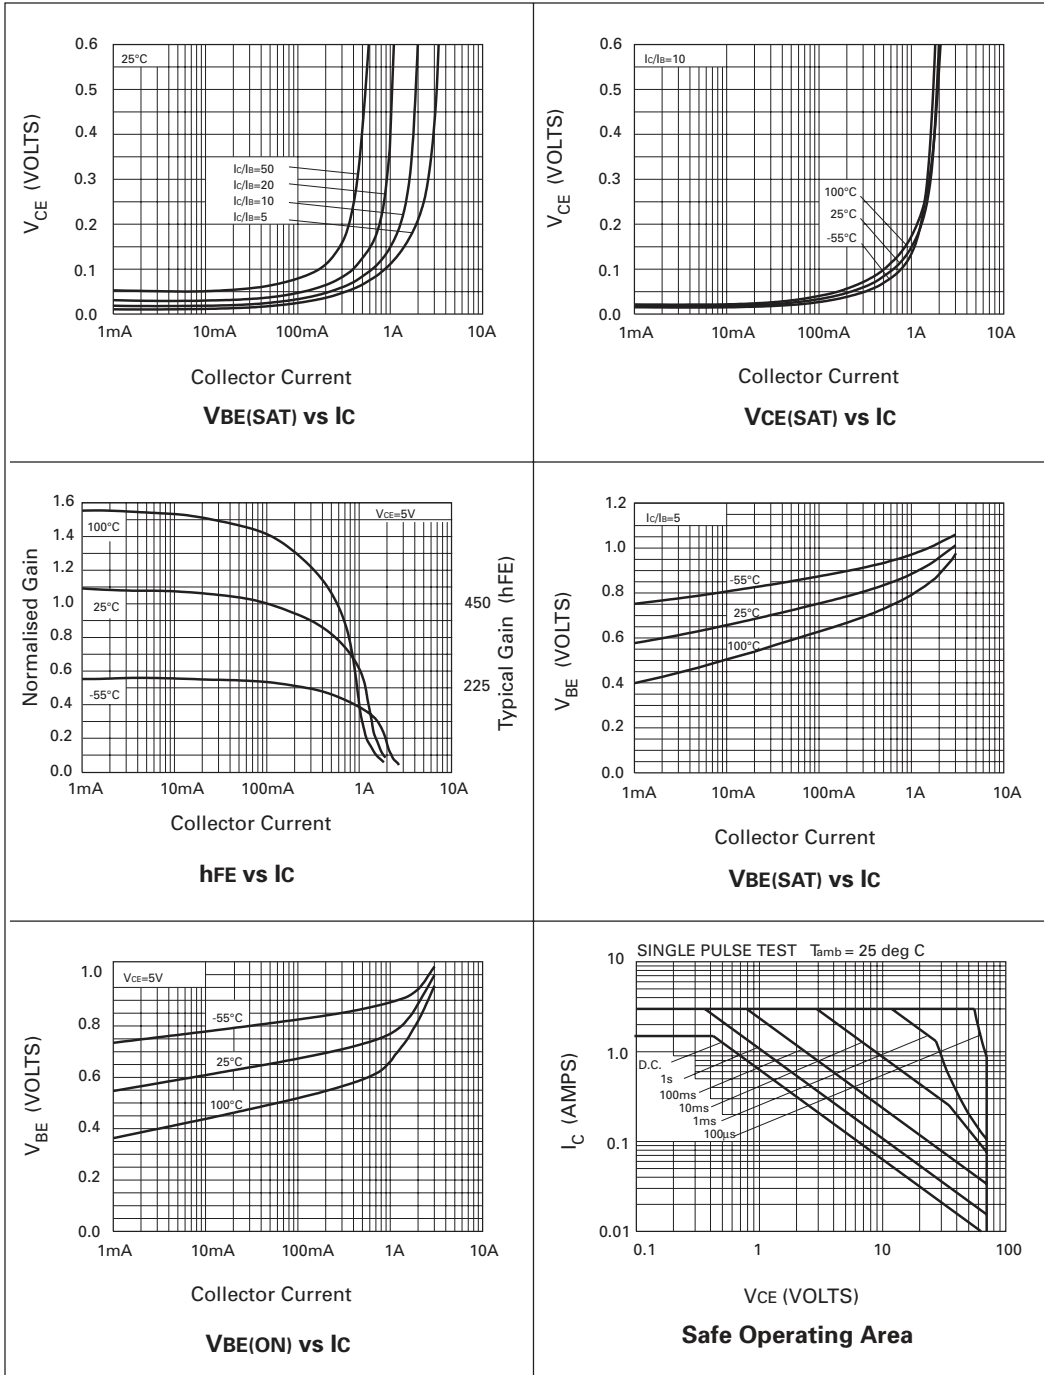 25°C
0.6
0.5
0.4
0.3
0.2
0.1
0.0
VCE (VOLTS)
IC/IB=50
IC/IB=20
IC/IB=10
IC/IB=5
1mA 10mA 100mA 1A 10A
Collector Current
VBE(SAT) vs IC
IC/IB=10
0.6
0.5
0.4
0.3
0.2
0.1
0.0
VCE (VOLTS)
100°C
25°C
-55°C
1mA 10mA 100mA 1A 10A
Collector Current
VCE(SAT) vs IC
VCE=5V
1.6
1.4
1.2
1.0
0.8
0.6
0.4
0.2
0.0
Normalised Gain
100°C
25°C
-55°C
450
225
Typical Gain (hFE)
1mA 10mA 100mA 1A 10A
Collector Current
hFE vs IC
IC/IB=5
1.2
1.0
0.8
0.6
0.4
0.2
0.0
VBE (VOLTS)
-55°C
25°C
100°C
1mA 10mA 100mA 1A 10A
Collector Current
VBE(SAT) vs IC
VCE=5V
1.0
0.8
0.6
0.4
0.2
0.0
VBE (VOLTS)
-55°C
25°C
100°C
1mA 10mA 100mA 1A 10A
Collector Current
VBE(ON) vs IC
SINGLE PULSE TEST Tamb = 25 deg C
10
1.0
0.1
0.01
IC (AMPS)
D.C.
1s
100ms
10ms
1ms
100µs
0.1 1 10 100
VCE (VOLTS)
Safe Operating Area